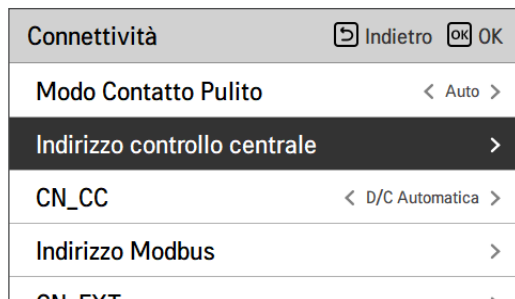 Connettività Indietro OK OK
Modo Contatto Pulito < Auto >
Indirizzo controllo centrale >
CN_CC < D/C Automatica >
Indirizzo Modbus >